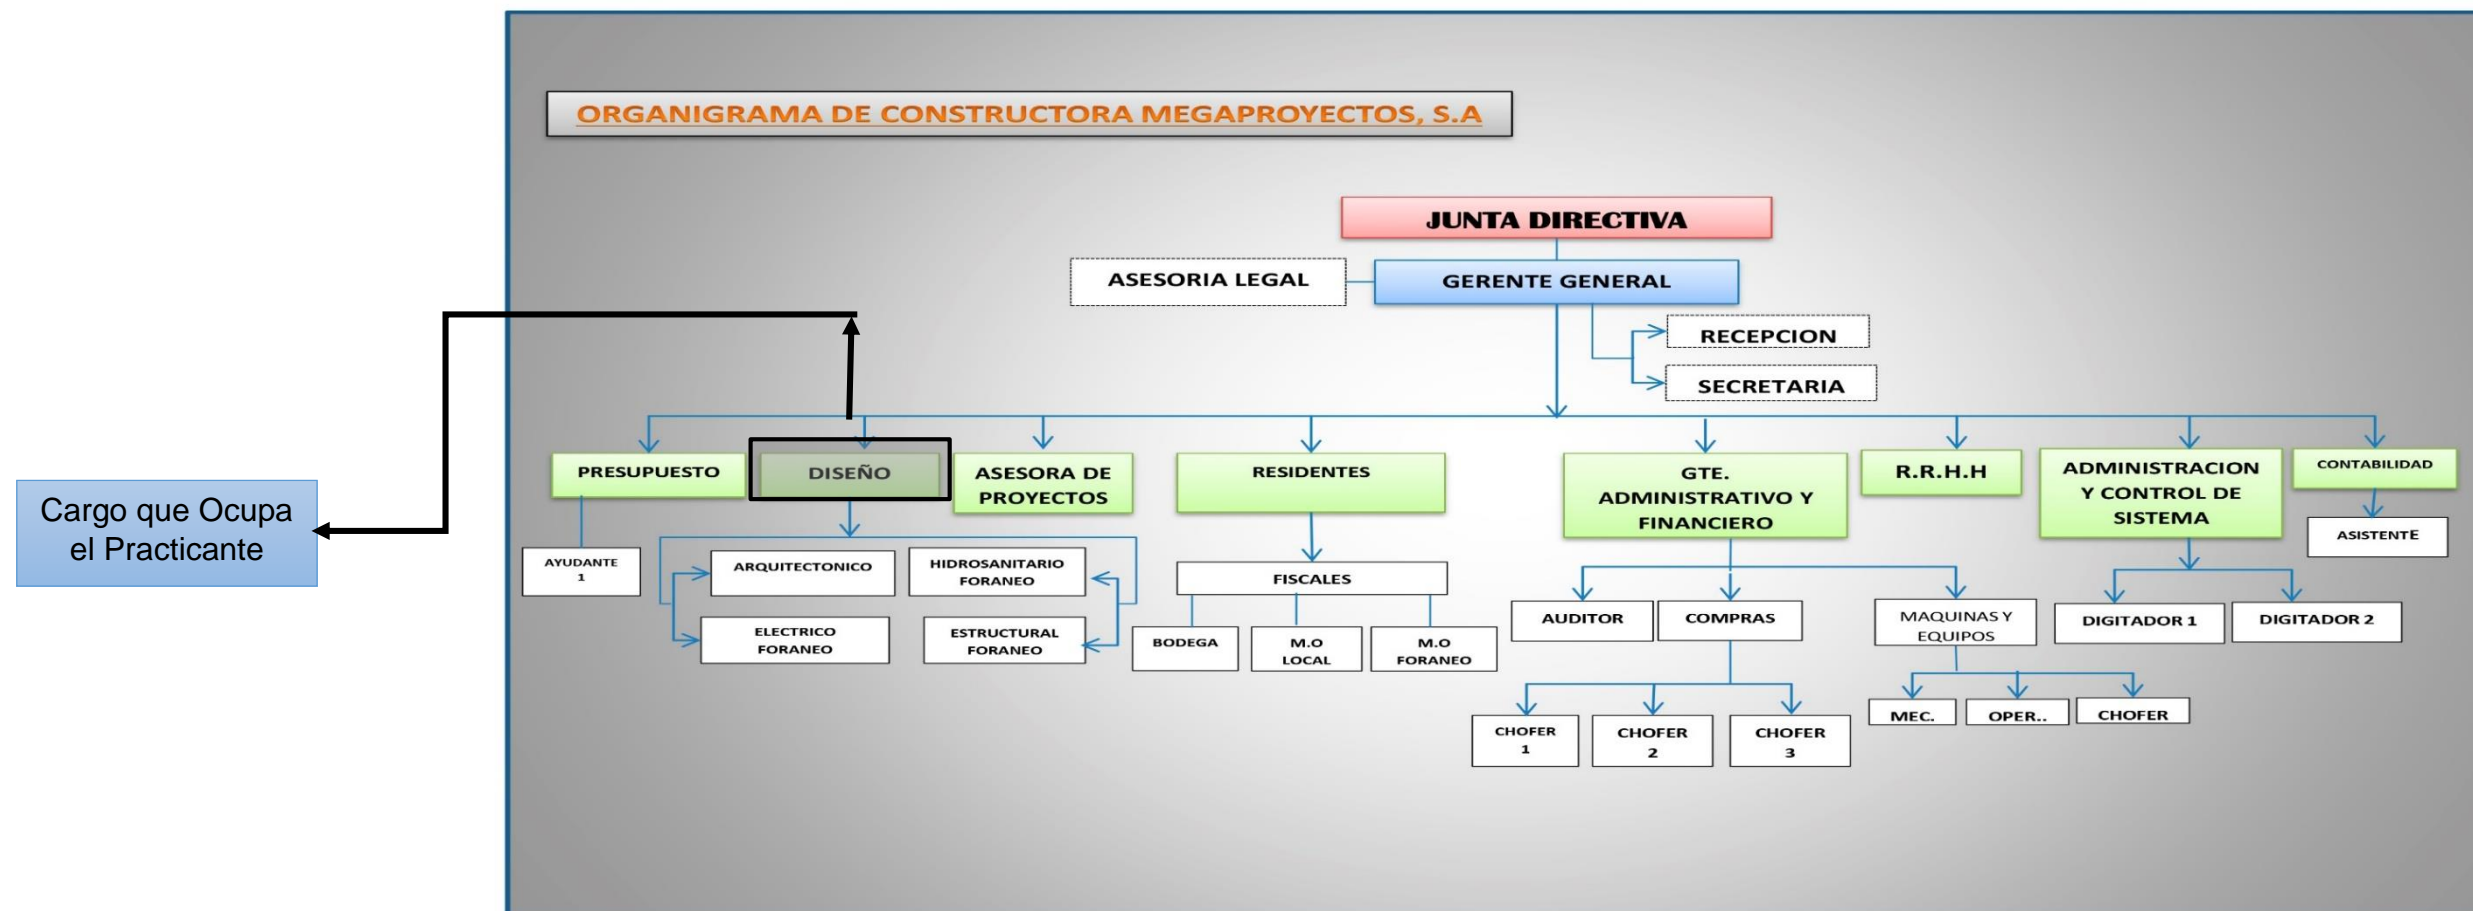 ORGANIGRAMA DE CONSTRUCTORA MEGAPROYECTOS, S.A
JUNTA DIRECTIVA
ASESORIA LEGAL
GERENTE GENERAL
RECEPCION
SECRETARIA
Cargo que Ocupa
el Practicante
PRESUPUESTO
DISEÑO
ASESORA DE
PROYECTOS
RESIDENTES
GTE.
ADMINISTRATIVO Y
FINANCIERO
R.R.H.H
ADMINISTRACION
Y CONTROL DE
SISTEMA
CONTABILIDAD
AYUDANTE
1
ARQUITECTONICO
HIDROSANITARIO
FORANEO
ELECTRICO
FORANEO
ESTRUCTURAL
FORANEO
FISCALES
BODEGA
M.O
LOCAL
M.O
FORANEO
AUDITOR
COMPRAS
MAQUINAS Y
EQUIPOS
DIGITADOR 1
DIGITADOR 2
ASISTENTE
CHOFER
1
CHOFER
2
CHOFER
3
MEC.
OPER..
CHOFER